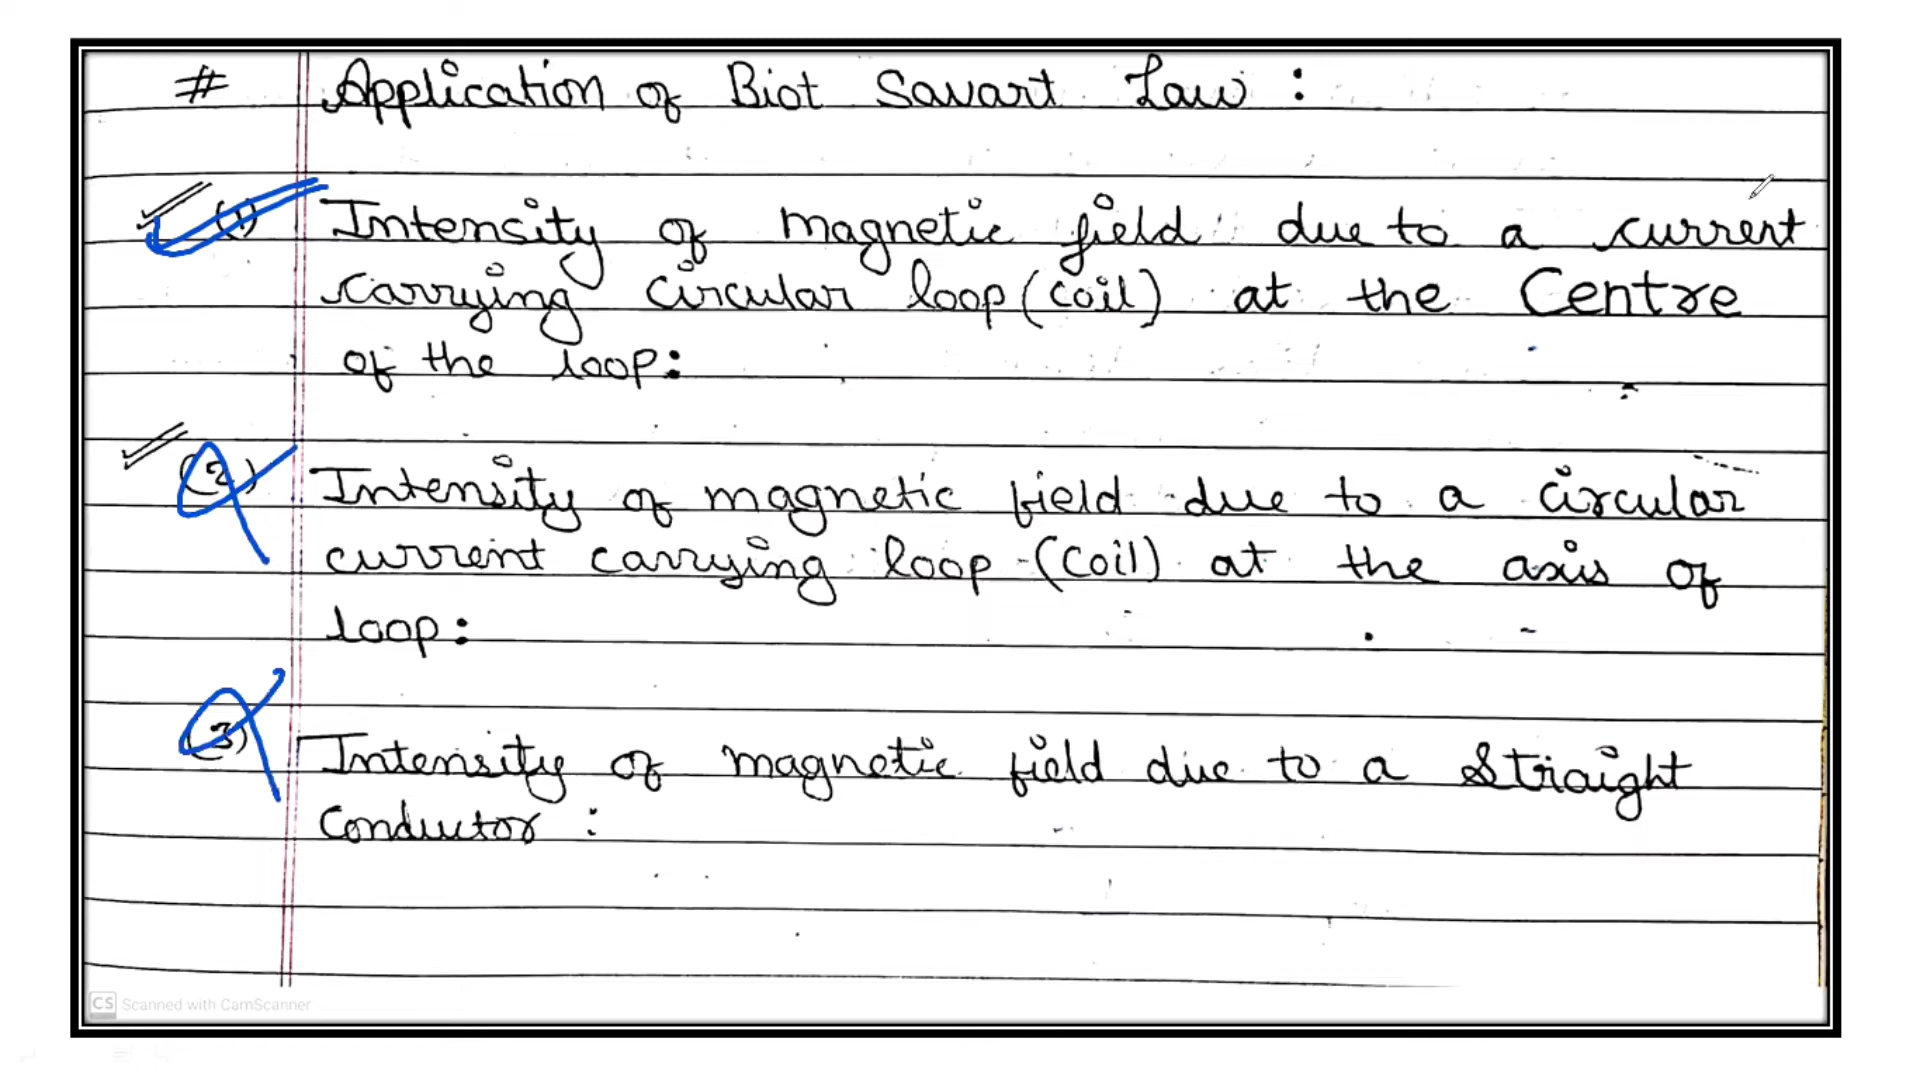 # Application of Biot Savart Law :
(1) Intensity of magnetic field due to a current
carrying circular loop (coil) at the Centre
of the loop:
(2) Intensity of magnetic field due to a circular
current carrying loop (coil) at the axis of
loop:
(3) Intensity of magnetic field due to a Straight
Conductor :
CS Scanned with CamScanner